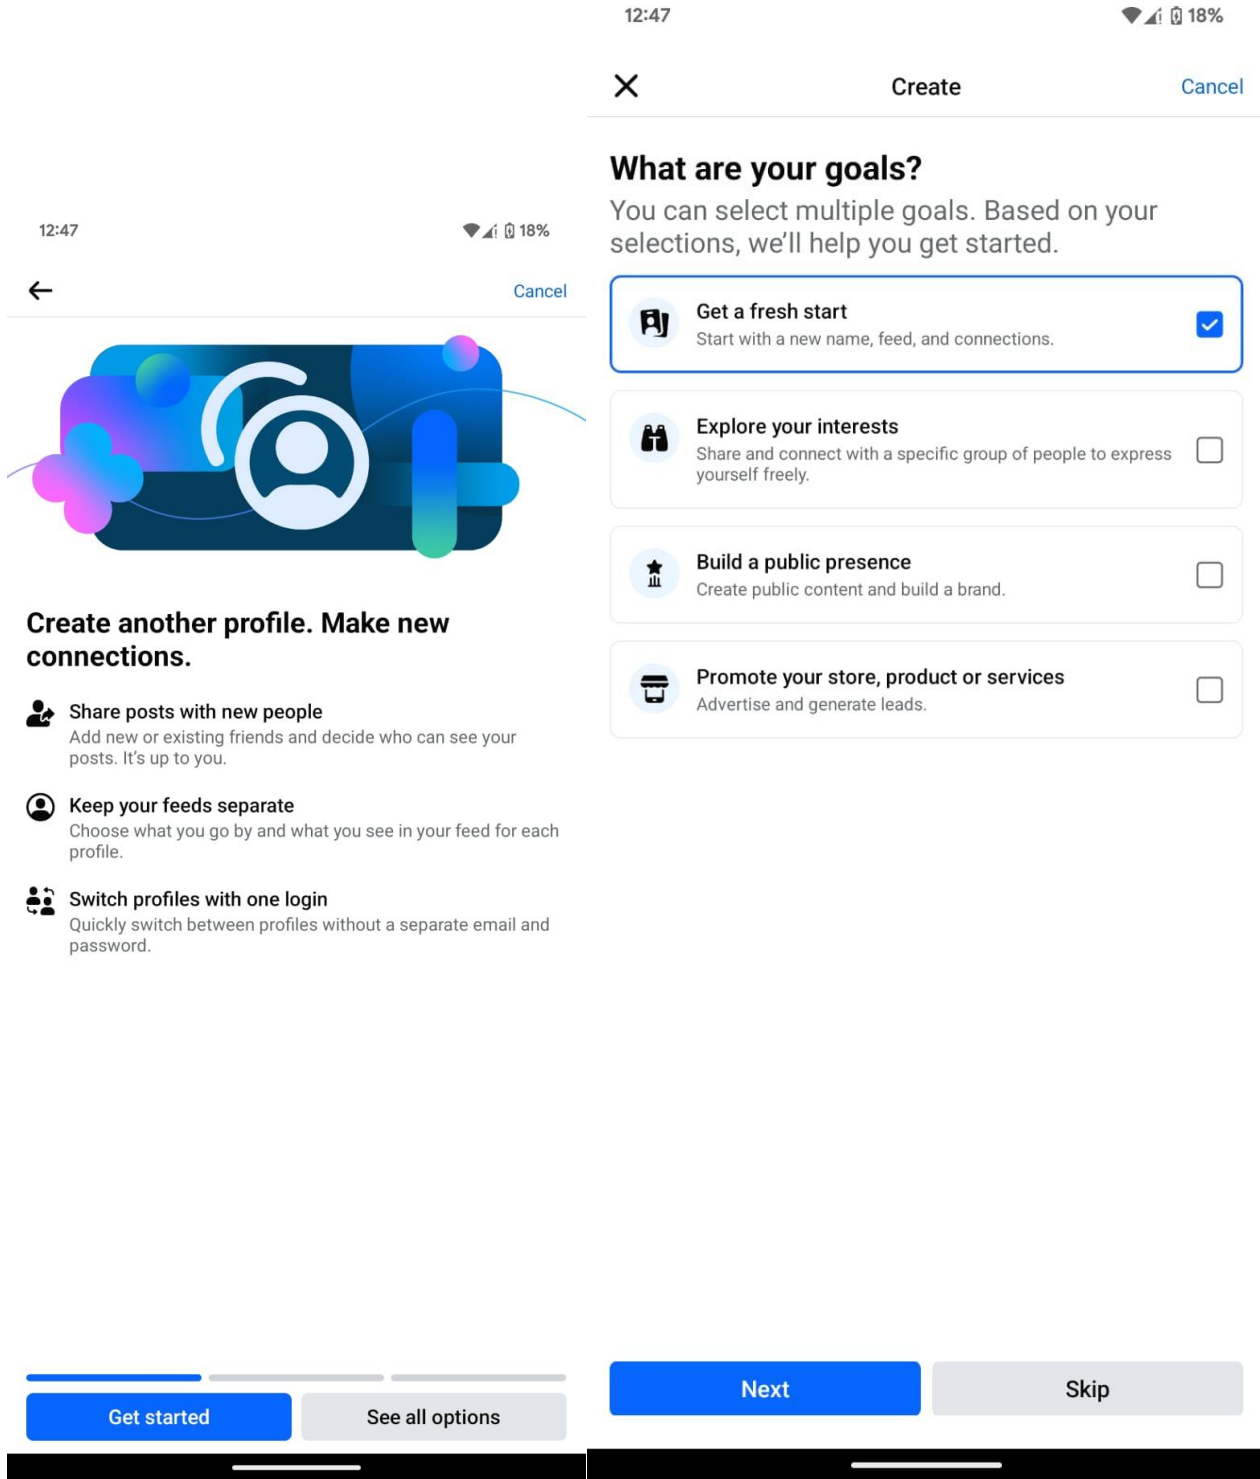 12:47
18%
Cancel
Create another profile. Make new
connections.
Share posts with new people
Add new or existing friends and decide who can see your
posts. It's up to you.
Keep your feeds separate
Choose what you go by and what you see in your feed for each
profile.
Switch profiles with one login
Quickly switch between profiles without a separate email and
password.
Get started
See all options
12:47
18%
Create
Cancel
What are your goals?
You can select multiple goals. Based on your
selections, we'll help you get started.
Get a fresh start
Start with a new name, feed, and connections.
Explore your interests
Share and connect with a specific group of people to express
yourself freely.
Build a public presence
Create public content and build a brand.
Promote your store, product or services
Advertise and generate leads.
Next
Skip